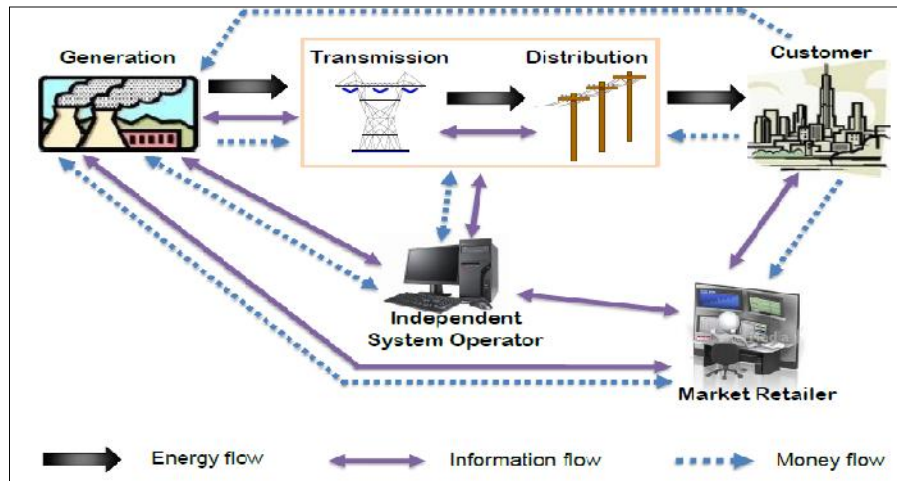 Generation
Transmission
Distribution
Customer
Independent
System Operator
Market Retailer
Energy flow
Information flow
Money flow